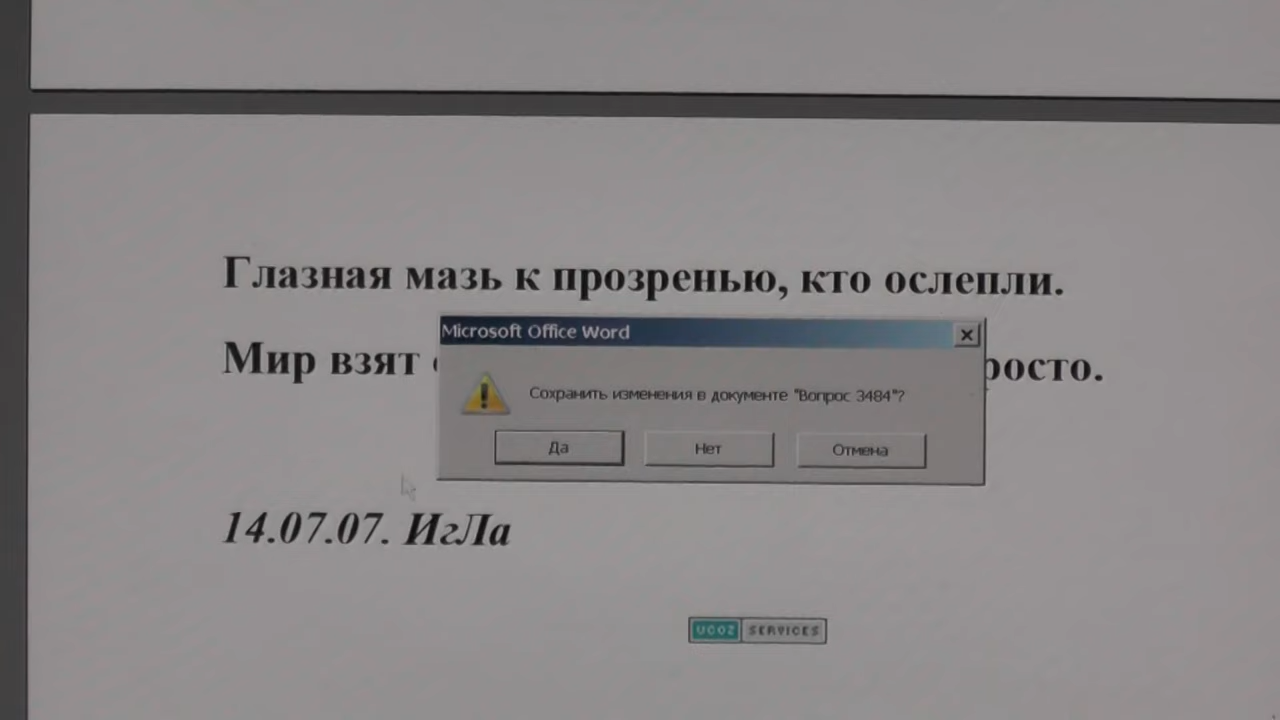 Глазная мазь к прозренью, кто ослепли.
Мир взят
Microsoft Office Word
Сохранить изменения в документе "Вопрос 3484"?
Да
Нет
Отмена
14.07.07. ИгЛа
UCOZ SERVICES